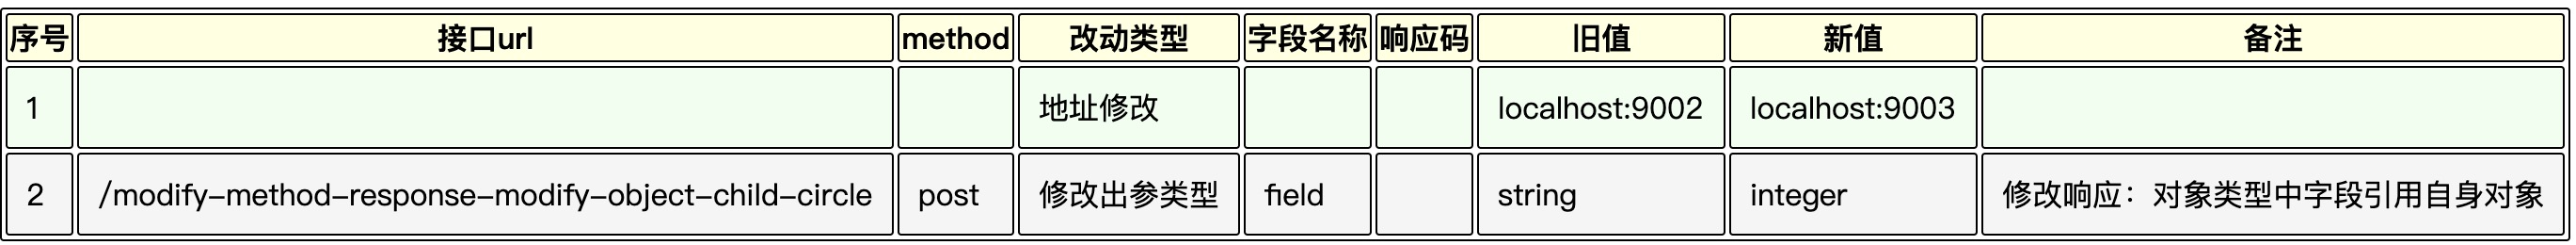 序号 接口url method 改动类型 字段名称 响应码 旧值 新值 备注
1 地址修改 localhost:9002 localhost:9003
2 /modify-method-response-modify-object-child-circle post 修改出参类型 field string integer 修改响应：对象类型中字段引用自身对象